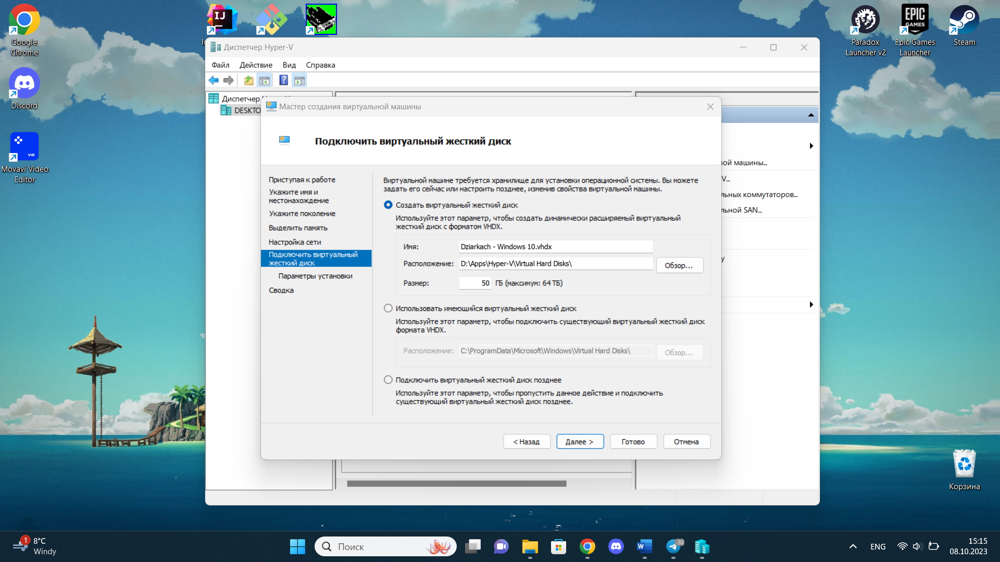 Google
Chrome
Discord
ve
Movavi Video
Editor
IJ
Paradox
Launcher v2
EPIC
GAMES
Epic Games
Launcher
Steam
Диспетчер Hyper-V
Файл
Действие
Вид
Справка
Диспетчер
DESKTO
Мастер создания виртуальной машины
Подключить виртуальный жесткий диск
Приступая к работе
Укажите имя и
местонахождение
Укажите поколение
Выделить память
Настройка сети
Подключить виртуальный
жесткий диск
Параметры установки
Сводка
Виртуальной машине требуется хранилище для установки операционной системы. Вы можете
задать его сейчас или настроить позднее, изменив свойства виртуальной машины.
Создать виртуальный жесткий диск
Используйте этот параметр, чтобы создать динамически расширяемый виртуальный
жесткий диск с форматом VHDX.
Имя: Dziarkach - Windows 10.vhdx
Расположение: D:\Apps\Hyper-V\Virtual Hard Disks\ Обзор...
Размер: 50 ГБ (максимум: 64 ТБ)
Использовать имеющийся виртуальный жесткий диск
Используйте этот параметр, чтобы подключить существующий виртуальный жесткий диск
формата VHDX.
Расположение: C:\ProgramData\Microsoft\Windows\Virtual Hard Disks\ Обзор...
Подключить виртуальный жесткий диск позднее
Используйте этот параметр, чтобы пропустить данное действие и подключить
существующий виртуальный жесткий диск позднее.
< Назад
Далее >
Готово
Отмена
ной машины...
V...
льных коммутаторов...
льной SAN...
у
Корзина
1
8°C
Windy
Поиск
W
92
ENG
15:15
08.10.2023